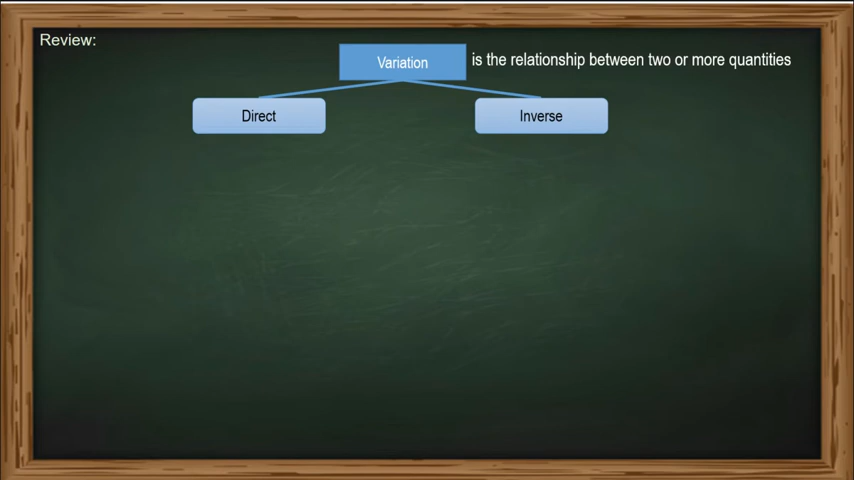 Review:
Variation is the relationship between two or more quantities
Direct
Inverse